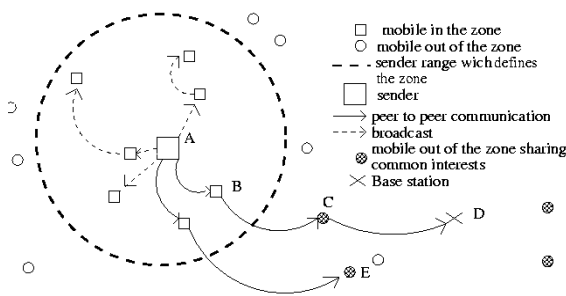 mobile in the zone
mobile out of the zone
sender range wich defines
the zone
sender
peer to peer communication
broadcast
mobile out of the zone sharing
common interests
Base station
A
B
C
D
E